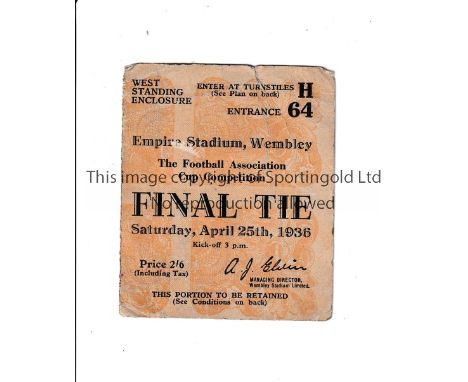 WEST
STANDING
ENCLOSURE
ENTER AT TURNSTILES
(See Plan on back)
H
ENTRANCE 64
Empire Stadium, Wembley
The Football Association
Cup Competition
This image Copyright of Sportingold Ltd
FINAL TIE
No reproduction allowed
Saturday, April 25th, 1936
Kick-off 3 p.m.
Price 2/6
(Including Tax)
A. J. Elvin
MANAGING DIRECTOR,
Wembley Stadium Limited.
THIS PORTION TO BE RETAINED
(See Conditions on back)